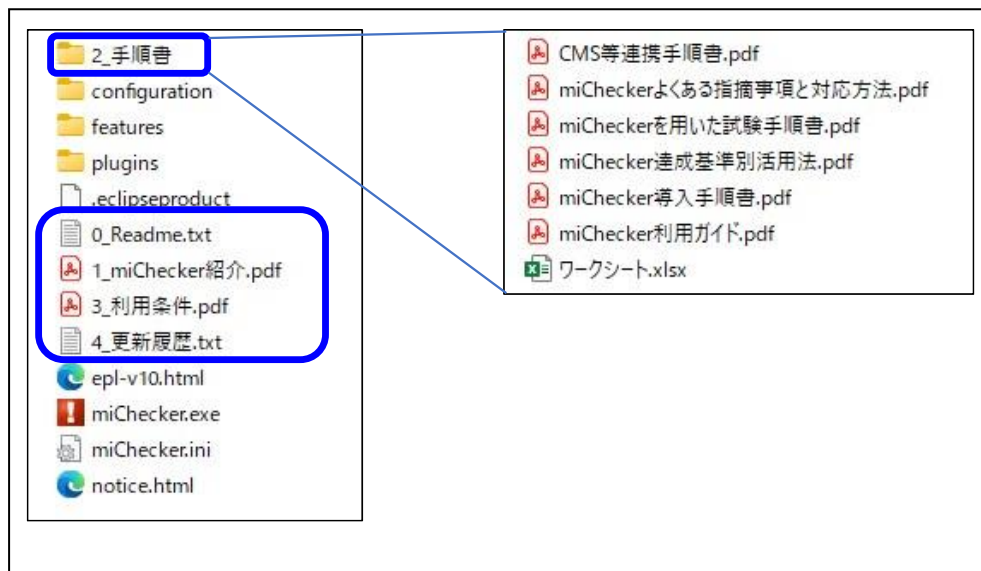 2_手順書
configuration
features
plugins
.eclipseproduct
0_Readme.txt
1_miChecker紹介.pdf
3_利用条件.pdf
4_更新履歴.txt
epl-v10.html
miChecker.exe
miChecker.ini
notice.html
CMS等連携手順書.pdf
miCheckerよくある指摘事項と対応方法.pdf
miCheckerを用いた試験手順書.pdf
miChecker達成基準別活用法.pdf
miChecker導入手順書.pdf
miChecker利用ガイド.pdf
ワークシート.xlsx